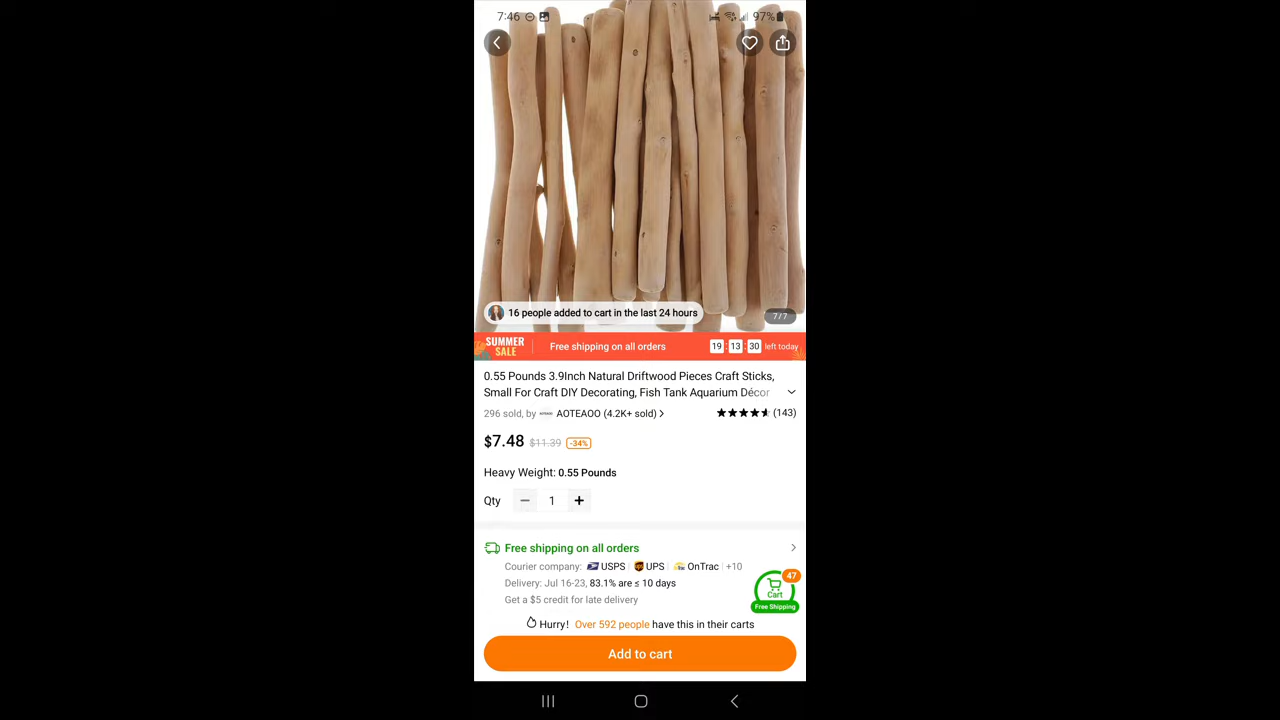 7:46
97%
16 people added to cart in the last 24 hours
7/7
SUMMER
SALE
Free shipping on all orders
19 : 13 : 30 left today
0.55 Pounds 3.9Inch Natural Driftwood Pieces Craft Sticks,
Small For Craft DIY Decorating, Fish Tank Aquarium Décor
296 sold, by AOTEAOO (4.2K+ sold)
(143)
$7.48 $11.39 -34%
Heavy Weight: 0.55 Pounds
Qty − 1 +
Free shipping on all orders
Courier company: USPS UPS OnTrac +10
Delivery: Jul 16-23, 83.1% are ≤ 10 days
Get a $5 credit for late delivery
47
Cart
Free Shipping
Hurry! Over 592 people have this in their carts
Add to cart